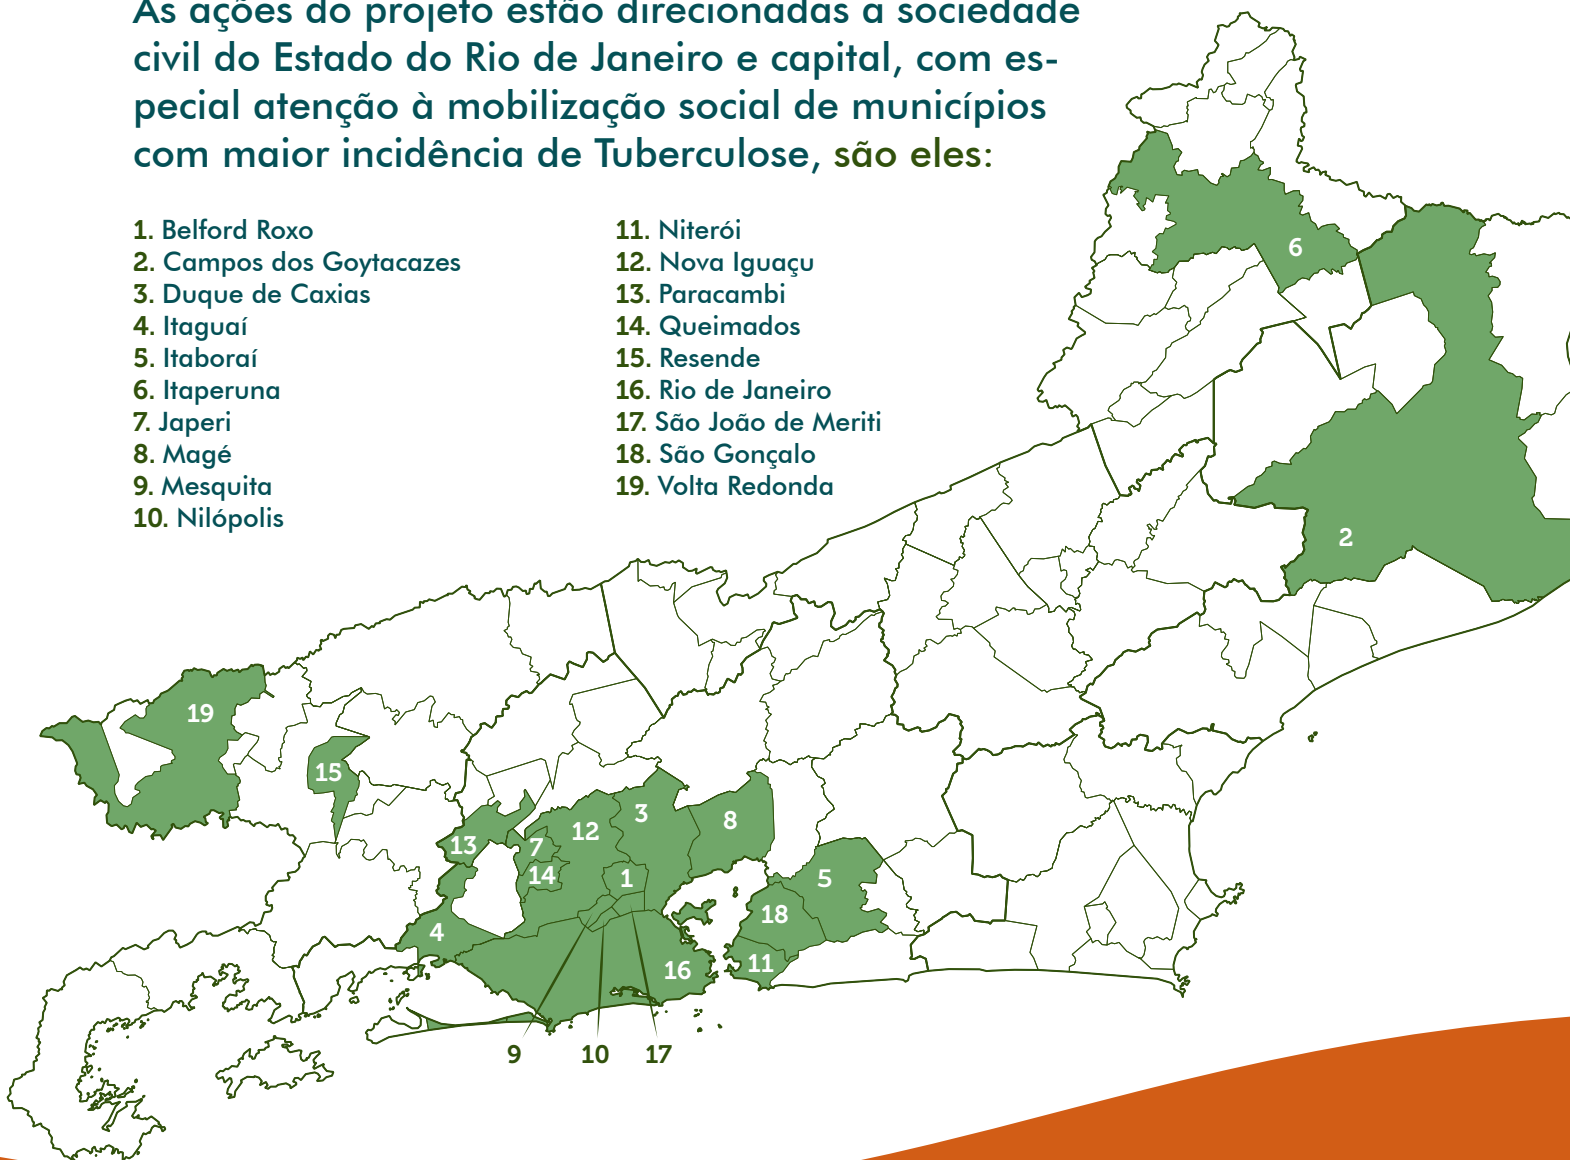 As ações do projeto estão direcionadas à sociedade
civil do Estado do Rio de Janeiro e capital, com es-
pecial atenção à mobilização social de municípios
com maior incidência de Tuberculose, são eles:
1. Belford Roxo
2. Campos dos Goytacazes
3. Duque de Caxias
4. Itaguaí
5. Itaboraí
6. Itaperuna
7. Japeri
8. Magé
9. Mesquita
10. Nilópolis
11. Niterói
12. Nova Iguaçu
13. Paracambi
14. Queimados
15. Resende
16. Rio de Janeiro
17. São João de Meriti
18. São Gonçalo
19. Volta Redonda
6
2
19
15
3
12
8
13
7
14
1
5
18
4
11
16
9
10
17